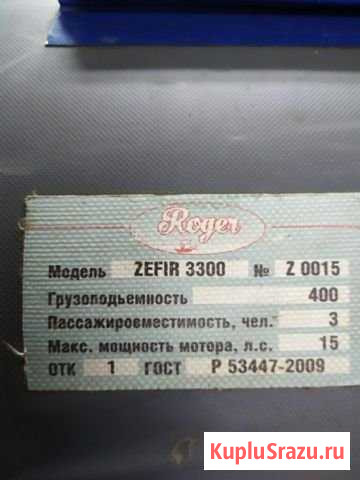 Roger
Модель ZEFIR 3300 № Z 0015
Грузоподьемность 400
Пассажировместимость, чел. 3
Макс. мощность мотора, л.с. 15
ОТК 1 ГОСТ Р 53447-2009
KupluSrazu.ru